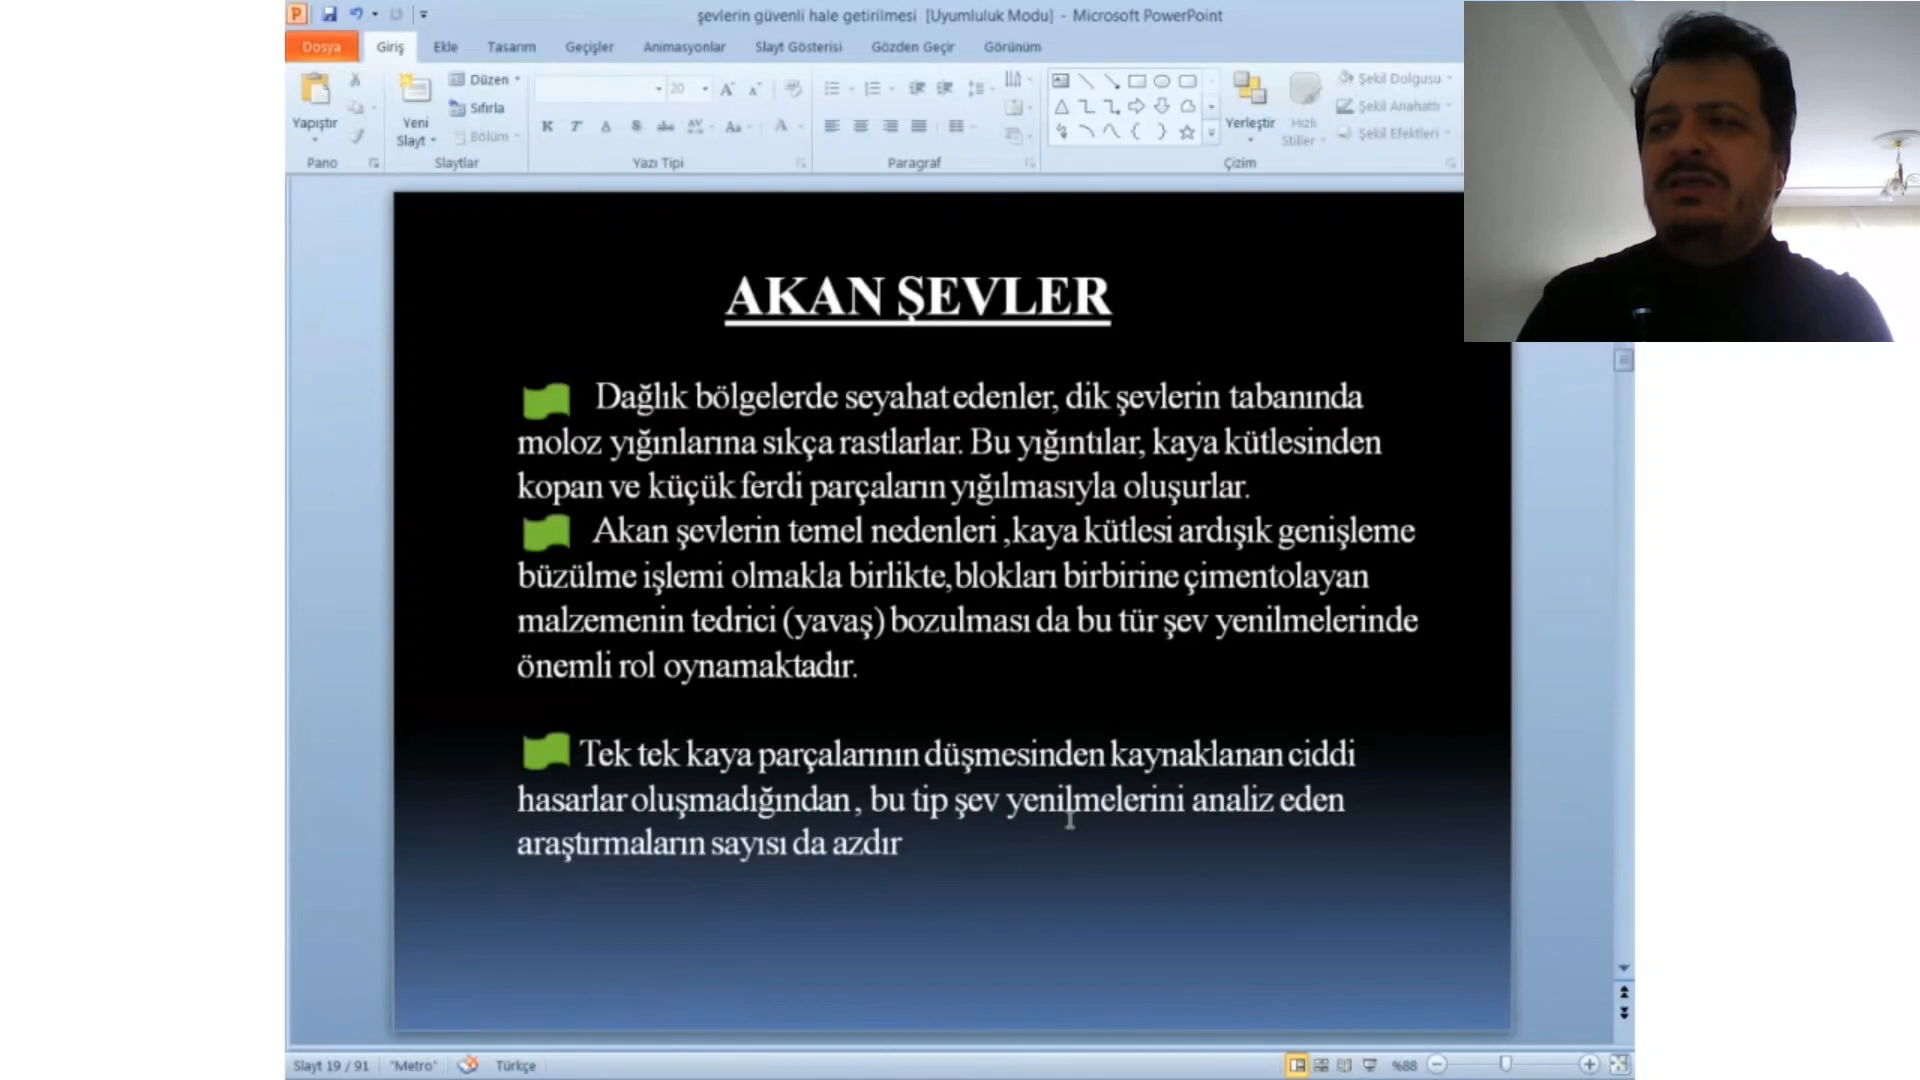 şevlerin güvenli hale getirilmesi [Uyumluluk Modu] - Microsoft PowerPoint
Dosya Giriş Ekle Tasarım Geçişler Animasyonlar Slayt Gösterisi Gözden Geçir Görünüm
Yapıştır
Yeni
Slayt
Düzen
Sıfırla
Bölüm
20
K T A S abc AV Aa A
Yerleştir
Hızlı
Stiller
Şekil Dolgusu
Şekil Anahattı
Şekil Efektleri
Pano Slaytlar Yazı Tipi Paragraf Çizim
AKAN ŞEVLER
Dağlık bölgelerde seyahat edenler, dik şevlerin tabanında
moloz yığınlarına sıkça rastlarlar. Bu yığıntılar, kaya kütlesinden
kopan ve küçük ferdi parçaların yığılmasıyla oluşurlar.
Akan şevlerin temel nedenleri ,kaya kütlesi ardışık genişleme
büzülme işlemi olmakla birlikte,blokları birbirine çimentolayan
malzemenin tedrici (yavaş) bozulması da bu tür şev yenilmelerinde
önemli rol oynamaktadır.
Tek tek kaya parçalarının düşmesinden kaynaklanan ciddi
hasarlar oluşmadığından , bu tip şev yenilmelerini analiz eden
araştırmaların sayısı da azdır
Slayt 19 / 91 "Metro" Türkçe %88